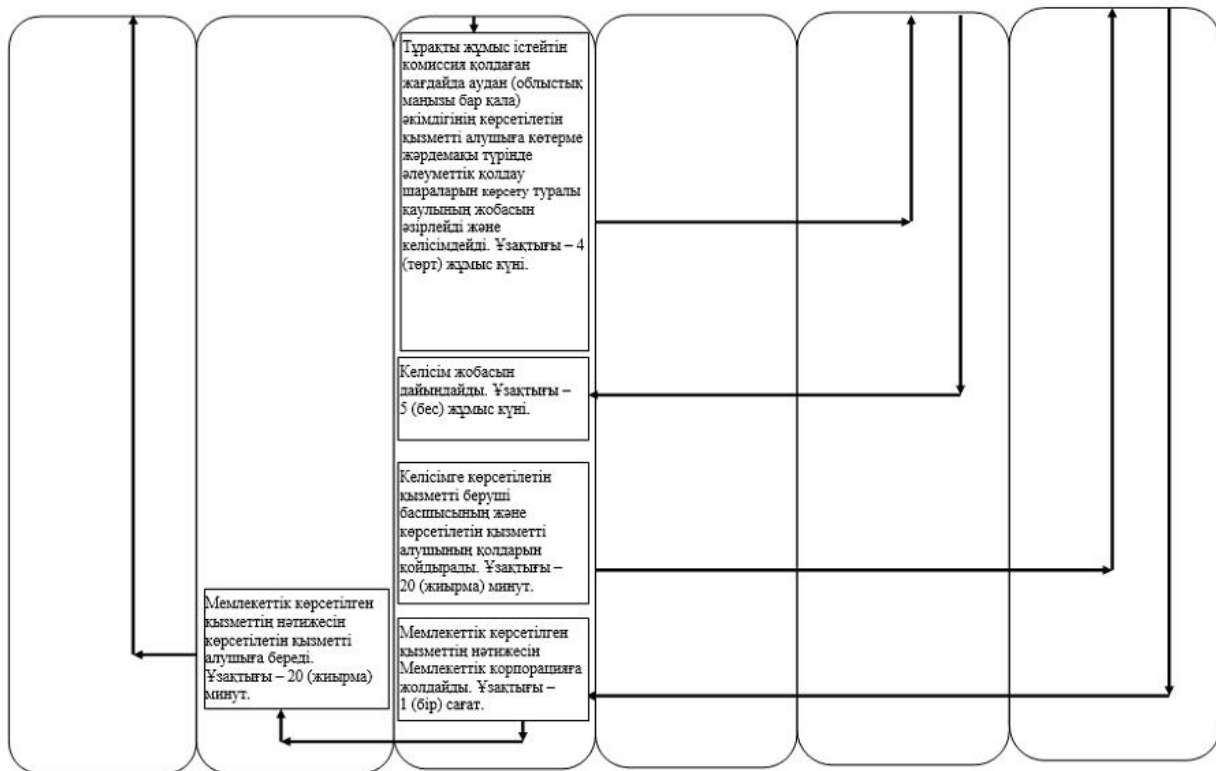 Тұрақты жұмыс істейтін
комиссия қолдаған
жағдайда аудан (облыстық
маңызы бар қала)
әкімдігінің көрсетілетін
қызметті алушыға көтерме
жәрдемақы түрінде
әлеуметтік қолдау
шараларын көрсету туралы
қаулының жобасын
әзірлейді және
келісімдейді. Ұзақтығы – 4
(төрт) жұмыс күні.
Келісім жобасын
дайындайды. Ұзақтығы –
5 (бес) жұмыс күні.
Келісімге көрсетілетін
қызметті беруші
басшысының және
көрсетілетін қызметті
алушының қолдарын
қойдырады. Ұзақтығы –
20 (жиырма) минут.
Мемлекеттік көрсетілген
қызметтің нәтижесін
Мемлекеттік корпорацияға
жолдайды. Ұзақтығы –
1 (бір) сағат.
Мемлекеттік көрсетілген
қызметтің нәтижесін
көрсетілетін қызметті
алушыға береді.
Ұзақтығы – 20 (жиырма)
минут.